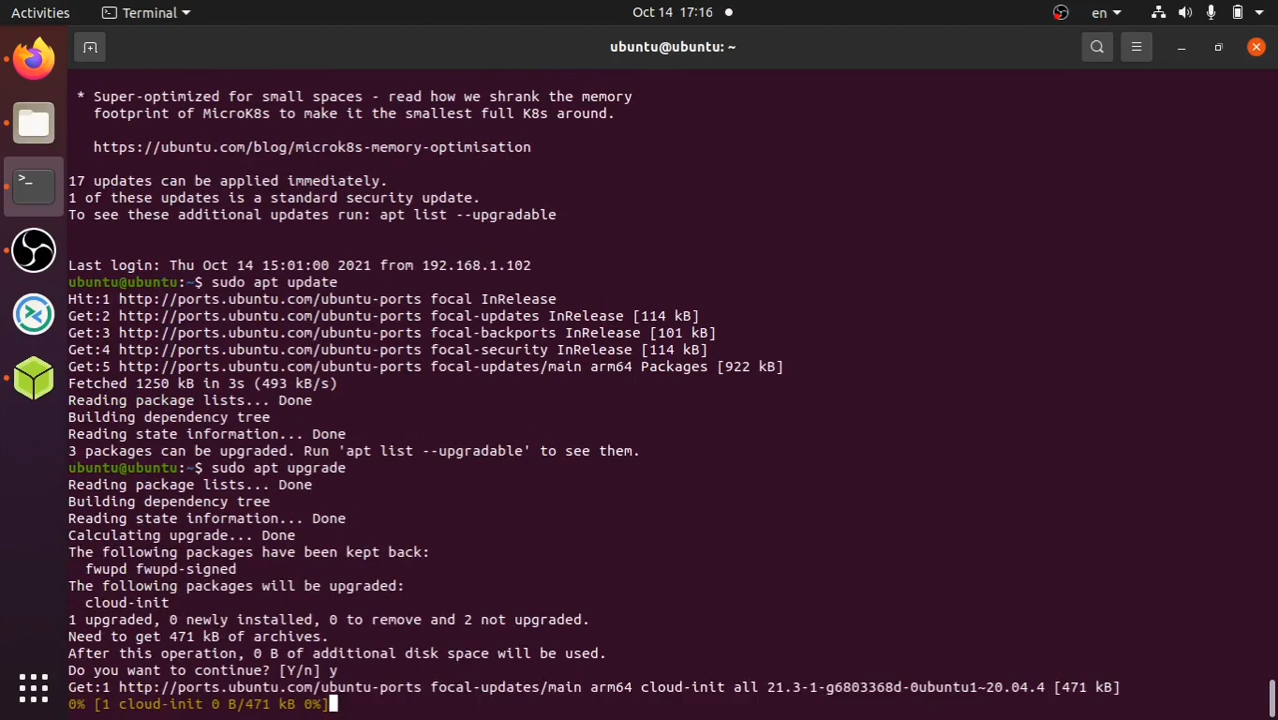 Activities Terminal Oct 14 17:16 en
ubuntu@ubuntu: ~
* Super-optimized for small spaces - read how we shrank the memory
footprint of MicroK8s to make it the smallest full K8s around.
https://ubuntu.com/blog/microk8s-memory-optimisation
17 updates can be applied immediately.
1 of these updates is a standard security update.
To see these additional updates run: apt list --upgradable
Last login: Thu Oct 14 15:01:00 2021 from 192.168.1.102
ubuntu@ubuntu:~$ sudo apt update
Hit:1 http://ports.ubuntu.com/ubuntu-ports focal InRelease
Get:2 http://ports.ubuntu.com/ubuntu-ports focal-updates InRelease [114 kB]
Get:3 http://ports.ubuntu.com/ubuntu-ports focal-backports InRelease [101 kB]
Get:4 http://ports.ubuntu.com/ubuntu-ports focal-security InRelease [114 kB]
Get:5 http://ports.ubuntu.com/ubuntu-ports focal-updates/main arm64 Packages [922 kB]
Fetched 1250 kB in 3s (493 kB/s)
Reading package lists... Done
Building dependency tree
Reading state information... Done
3 packages can be upgraded. Run 'apt list --upgradable' to see them.
ubuntu@ubuntu:~$ sudo apt upgrade
Reading package lists... Done
Building dependency tree
Reading state information... Done
Calculating upgrade... Done
The following packages have been kept back:
fwupd fwupd-signed
The following packages will be upgraded:
cloud-init
1 upgraded, 0 newly installed, 0 to remove and 2 not upgraded.
Need to get 471 kB of archives.
After this operation, 0 B of additional disk space will be used.
Do you want to continue? [Y/n] y
Get:1 http://ports.ubuntu.com/ubuntu-ports focal-updates/main arm64 cloud-init all 21.3-1-g6803368d-0ubuntu1~20.04.4 [471 kB]
0% [1 cloud-init 0 B/471 kB 0%]